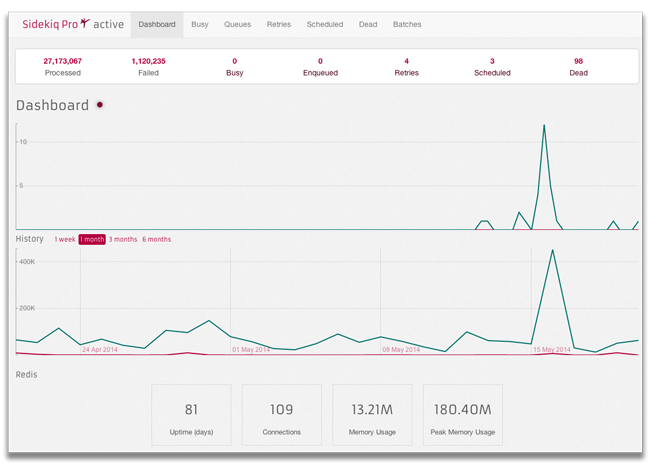 Sidekiq Pro active Dashboard Busy Queues Retries Scheduled Dead Batches
27,173,067 1,120,235 0 0 4 3 98
Processed Failed Busy Enqueued Retries Scheduled Dead
Dashboard
10
5
History 1 week 1 month 3 months 6 months
400K
200K
24 Apr 2014 01 May 2014 08 May 2014 15 May 2014
Redis
81 109 13.21M 180.40M
Uptime (days) Connections Memory Usage Peak Memory Usage